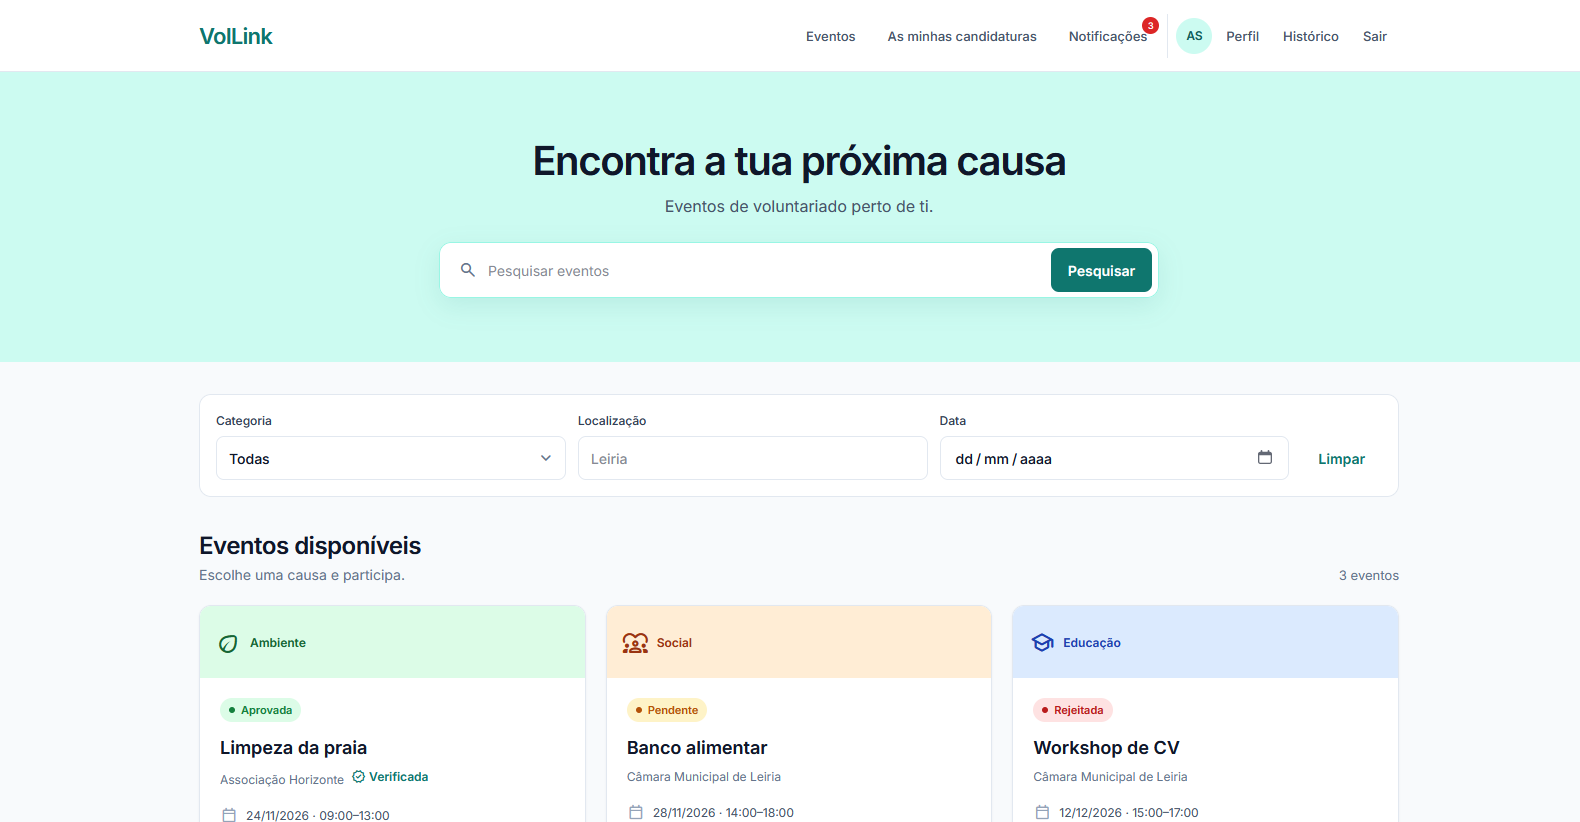 VolLink
Eventos
As minhas candidaturas
Notificações
3
AS
Perfil
Histórico
Sair
Encontra a tua próxima causa
Eventos de voluntariado perto de ti.
Pesquisar eventos
Pesquisar
Categoria
Localização
Data
Todas
Leiria
dd / mm / aaaa
Limpar
Eventos disponíveis
Escolhe uma causa e participa.
3 eventos
Ambiente
Aprovada
Limpeza da praia
Associação Horizonte Verificada
24/11/2026 · 09:00–13:00
Social
Pendente
Banco alimentar
Câmara Municipal de Leiria
28/11/2026 · 14:00–18:00
Educação
Rejeitada
Workshop de CV
Câmara Municipal de Leiria
12/12/2026 · 15:00–17:00